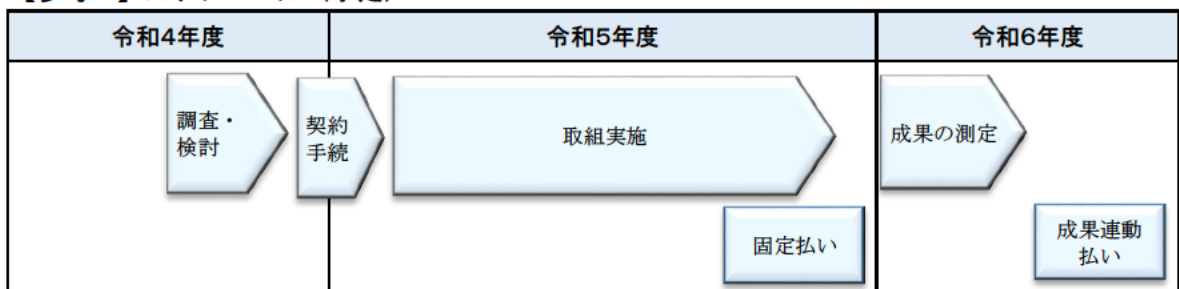 令和4年度
令和5年度
令和6年度
調査・
検討
契約
手続
取組実施
成果の測定
固定払い
成果連動
払い